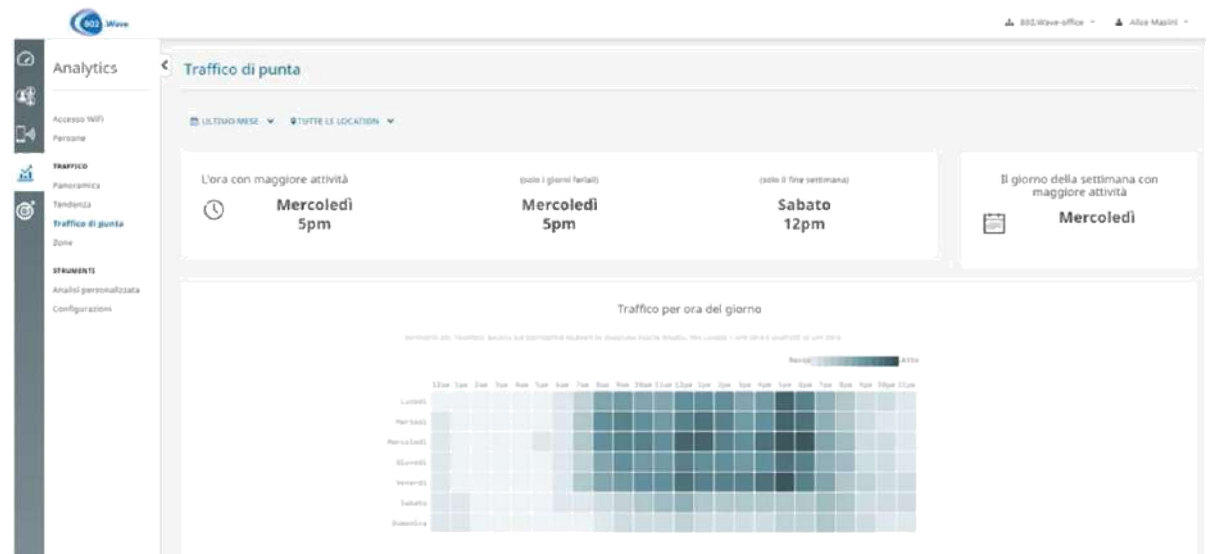 802.Wave
802.Wave-office
Alice Masini
Analytics
Accesso WiFi
Persone
TRAFFICO
Panoramica
Tendenza
Traffico di punta
Zone
STRUMENTI
Analisi personalizzata
Configurazioni
Traffico di punta
ULTIMO MESE
TUTTE LE LOCATION
L'ora con maggiore attività
Mercoledì
5pm
(solo i giorni feriali)
Mercoledì
5pm
(solo il fine settimana)
Sabato
12pm
Il giorno della settimana con
maggiore attività
Mercoledì
Traffico per ora del giorno
Basso Alto
12am 1am 2am 3am 4am 5am 6am 7am 8am 9am 10am 11am 12pm 1pm 2pm 3pm 4pm 5pm 6pm 7pm 8pm 9pm 10pm 11pm
Lunedì
Martedì
Mercoledì
Giovedì
Venerdì
Sabato
Domenica